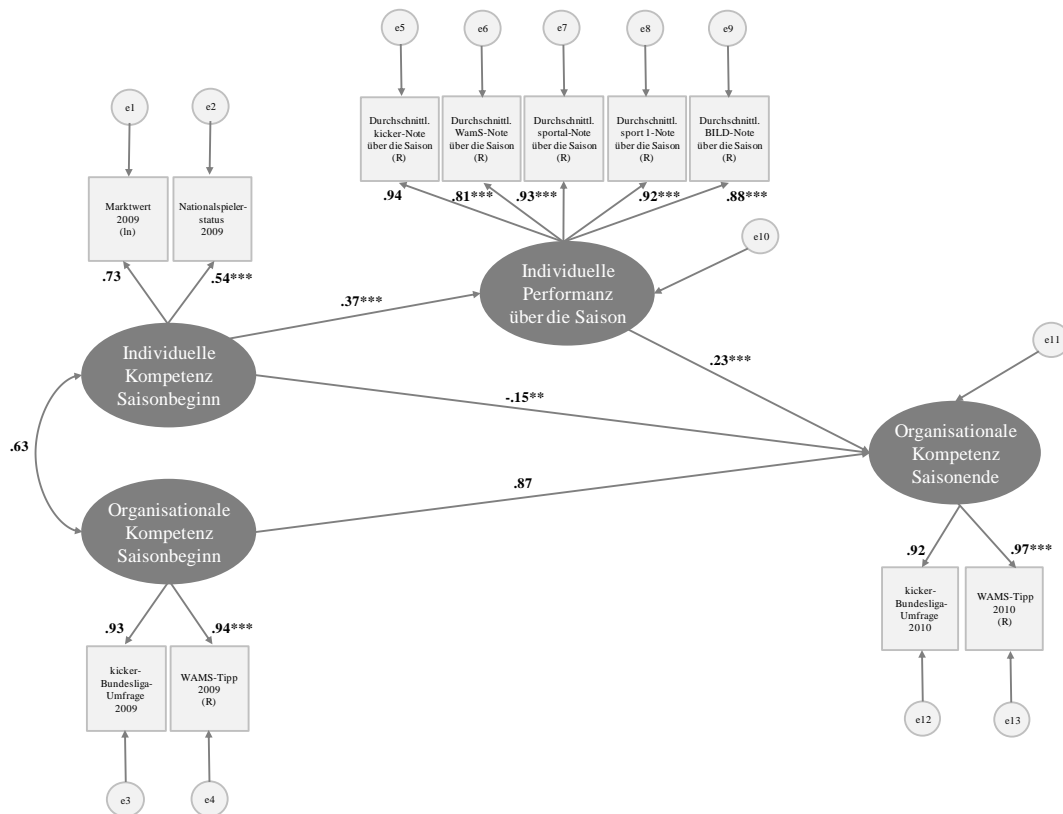 e5
e6
e7
e8
e9
e1
e2
Durchschnittl.
kicker-Note
über die Saison
(R)
Durchschnittl.
WamS-Note
über die Saison
(R)
Durchschnittl.
sportal-Note
über die Saison
(R)
Durchschnittl.
sport 1-Note
über die Saison
(R)
Durchschnittl.
BILD-Note
über die Saison
(R)
Marktwert
2009
(ln)
Nationalspieler-
status
2009
.94
.81***
.93***
.92***
.88***
e10
.73
.54***
Individuelle
Performanz
über die Saison
.37***
Individuelle
Kompetenz
Saisonbeginn
.23***
e11
-.15**
Organisationale
Kompetenz
Saisonende
.63
.87
Organisationale
Kompetenz
Saisonbeginn
.92
.97***
kicker-
Bundesliga-
Umfrage
2010
WAMS-Tipp
2010
(R)
.93
.94***
kicker-
Bundesliga-
Umfrage
2009
WAMS-Tipp
2009
(R)
e12
e13
e3
e4